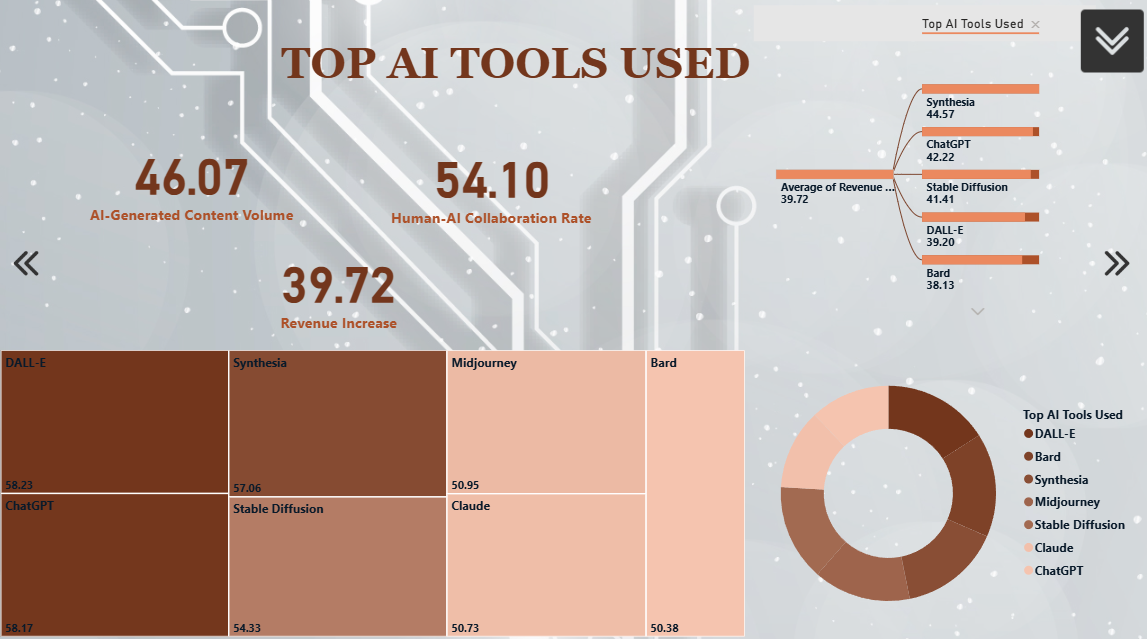 Top AI Tools Used ×
TOP AI TOOLS USED
46.07
AI-Generated Content Volume
54.10
Human-AI Collaboration Rate
39.72
Revenue Increase
Average of Revenue ...
39.72
Synthesia
44.57
ChatGPT
42.22
Stable Diffusion
41.41
DALL-E
39.20
Bard
38.13
DALL-E
58.23
ChatGPT
58.17
Synthesia
57.06
Stable Diffusion
54.33
Midjourney
50.95
Claude
50.73
Bard
50.38
Top AI Tools Used
DALL-E
Bard
Synthesia
Midjourney
Stable Diffusion
Claude
ChatGPT